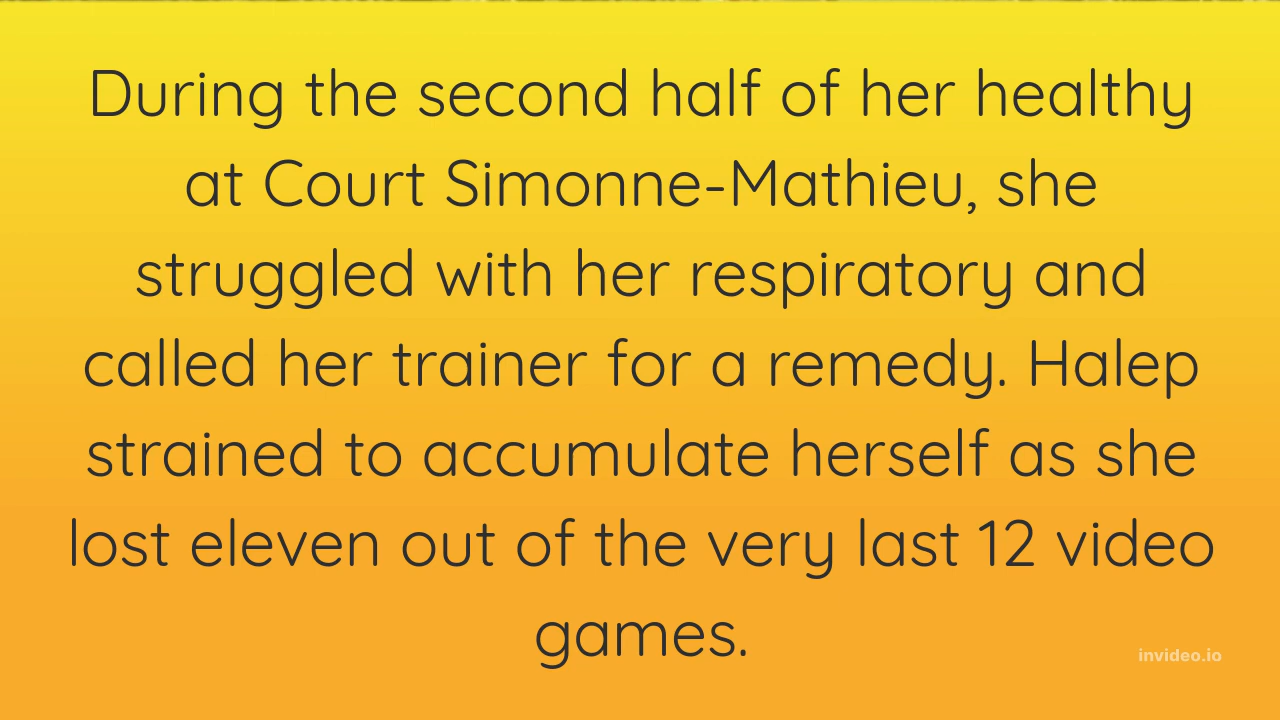 During the second half of her healthy
at Court Simonne-Mathieu, she
struggled with her respiratory and
called her trainer for a remedy. Halep
strained to accumulate herself as she
lost eleven out of the very last 12 video
games.
invideo.io